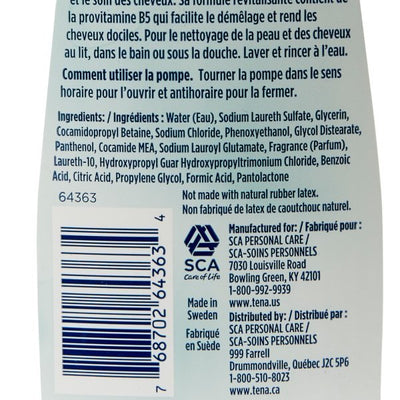 et le soin des cheveux. Sa formule revitalisante contient de
la provitamine B5 qui facilite le démêlage et rend les
cheveux dociles. Pour le nettoyage de la peau et des cheveux
au lit, dans le bain ou sous la douche. Laver et rincer à l'eau.
Comment utiliser la pompe. Tourner la pompe dans le sens
horaire pour l'ouvrir et antihoraire pour la fermer.
Ingredients: / Ingrédients : Water (Eau), Sodium Laureth Sulfate, Glycerin,
Cocamidopropyl Betaine, Sodium Chloride, Phenoxyethanol, Glycol Distearate,
Panthenol, Cocamide MEA, Sodium Lauroyl Glutamate, Fragrance (Parfum),
Laureth-10, Hydroxypropyl Guar Hydroxypropyltrimonium Chloride, Benzoic
Acid, Citric Acid, Propylene Glycol, Formic Acid, Pantolactone
64363
Not made with natural rubber latex.
Non fabriqué de latex de caoutchouc naturel.
7 68702 64363 4
SCA
Care of Life
Made in
Sweden
Fabriqué
en Suède
Manufactured for: / Fabriqué pour :
SCA PERSONAL CARE /
SCA-SOINS PERSONNELS
7030 Louisville Road
Bowling Green, KY 42101
1-800-992-9939
www.tena.us
Distributed by: / Distribué par :
SCA PERSONAL CARE /
SCA-SOINS PERSONNELS
999 Farrell
Drummondville, Québec J2C 5P6
1-800-510-8023
www.tena.ca